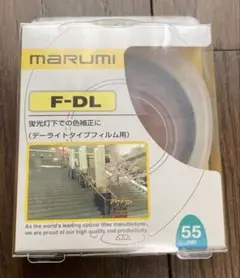 marumi
F-DL
蛍光灯下での色補正に
(デーライトタイプフィルム用)
As the world's leading optical filter manufacturer,
we are proud of our high quality and productivity.
55